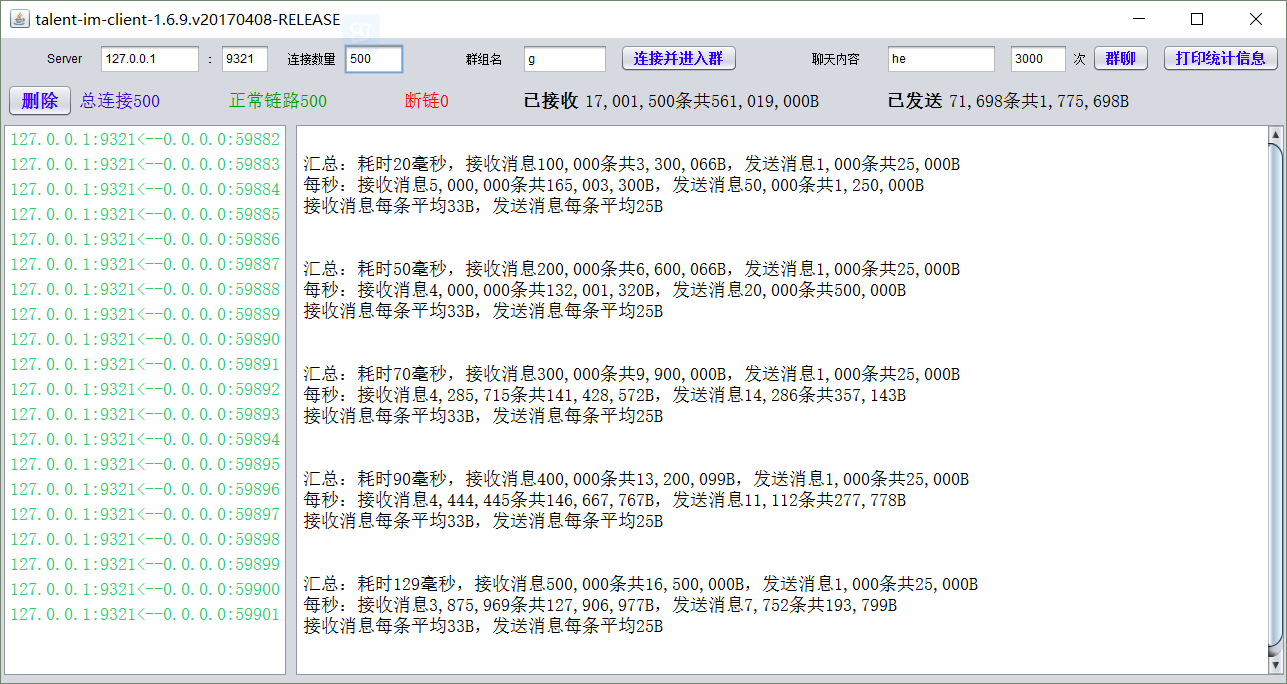 talent-im-client-1.6.9.v20170408-RELEASE
Server 127.0.0.1 : 9321 连接数量 500 群组名 g 连接并进入群 聊天内容 he 3000 次 群聊 打印统计信息
删除 总连接500 正常链路500 断链0 已接收 17,001,500条共561,019,000B 已发送 71,698条共1,775,698B
127.0.0.1:9321<--0.0.0.0:59882
127.0.0.1:9321<--0.0.0.0:59883
127.0.0.1:9321<--0.0.0.0:59884
127.0.0.1:9321<--0.0.0.0:59885
127.0.0.1:9321<--0.0.0.0:59886
127.0.0.1:9321<--0.0.0.0:59887
127.0.0.1:9321<--0.0.0.0:59888
127.0.0.1:9321<--0.0.0.0:59889
127.0.0.1:9321<--0.0.0.0:59890
127.0.0.1:9321<--0.0.0.0:59891
127.0.0.1:9321<--0.0.0.0:59892
127.0.0.1:9321<--0.0.0.0:59893
127.0.0.1:9321<--0.0.0.0:59894
127.0.0.1:9321<--0.0.0.0:59895
127.0.0.1:9321<--0.0.0.0:59896
127.0.0.1:9321<--0.0.0.0:59897
127.0.0.1:9321<--0.0.0.0:59898
127.0.0.1:9321<--0.0.0.0:59899
127.0.0.1:9321<--0.0.0.0:59900
127.0.0.1:9321<--0.0.0.0:59901
汇总：耗时20毫秒，接收消息100,000条共3,300,066B，发送消息1,000条共25,000B
每秒：接收消息5,000,000条共165,003,300B，发送消息50,000条共1,250,000B
接收消息每条平均33B，发送消息每条平均25B
汇总：耗时50毫秒，接收消息200,000条共6,600,066B，发送消息1,000条共25,000B
每秒：接收消息4,000,000条共132,001,320B，发送消息20,000条共500,000B
接收消息每条平均33B，发送消息每条平均25B
汇总：耗时70毫秒，接收消息300,000条共9,900,000B，发送消息1,000条共25,000B
每秒：接收消息4,285,715条共141,428,572B，发送消息14,286条共357,143B
接收消息每条平均33B，发送消息每条平均25B
汇总：耗时90毫秒，接收消息400,000条共13,200,099B，发送消息1,000条共25,000B
每秒：接收消息4,444,445条共146,667,767B，发送消息11,112条共277,778B
接收消息每条平均33B，发送消息每条平均25B
汇总：耗时129毫秒，接收消息500,000条共16,500,000B，发送消息1,000条共25,000B
每秒：接收消息3,875,969条共127,906,977B，发送消息7,752条共193,799B
接收消息每条平均33B，发送消息每条平均25B